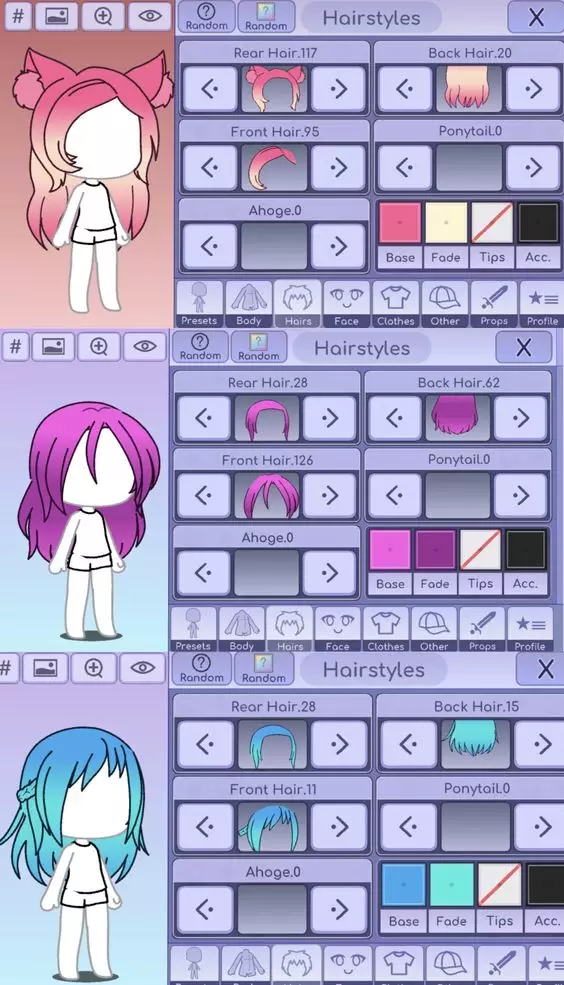 #
Random
Random
Hairstyles
X
Rear Hair.117
Back Hair.20
Front Hair.95
Ponytail.0
Ahoge.0
Base
Fade
Tips
Acc.
Presets
Body
Hairs
Face
Clothes
Other
Props
Profile
#
Random
Random
Hairstyles
X
Rear Hair.28
Back Hair.62
Front Hair.126
Ponytail.0
Ahoge.0
Base
Fade
Tips
Acc.
Presets
Body
Hairs
Face
Clothes
Other
Props
Profile
#
Random
Random
Hairstyles
X
Rear Hair.28
Back Hair.15
Front Hair.11
Ponytail.0
Ahoge.0
Base
Fade
Tips
Acc.